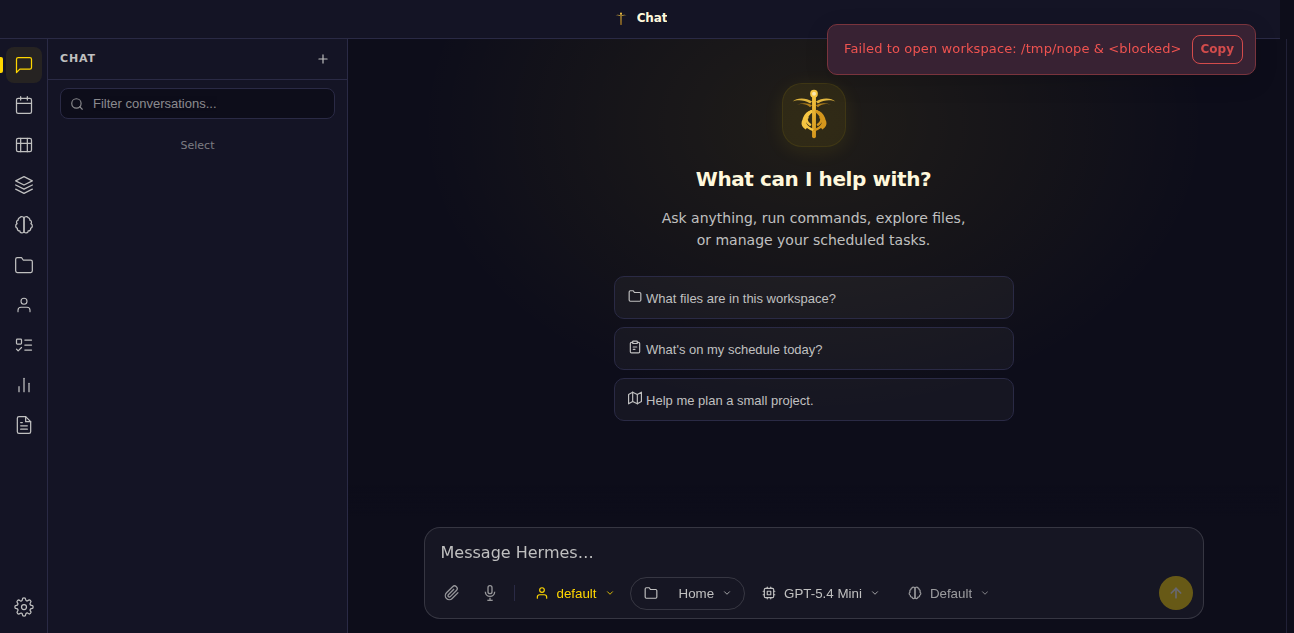 Chat
Failed to open workspace: /tmp/nope & <blocked>
Copy
CHAT
Filter conversations...
Select
What can I help with?
Ask anything, run commands, explore files,
or manage your scheduled tasks.
What files are in this workspace?
What's on my schedule today?
Help me plan a small project.
Message Hermes...
default
Home
GPT-5.4 Mini
Default